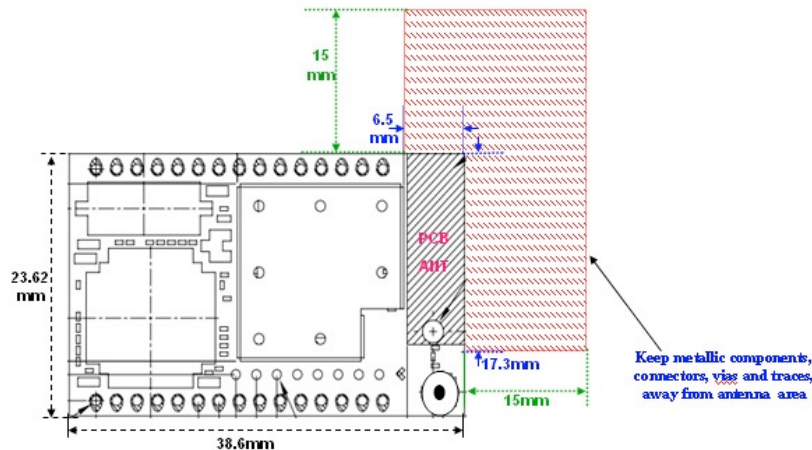 15
mm
6.5
mm
PCB
ANT
23.62
mm
17.3mm
15mm
38.6mm
Keep metallic components,
connectors, vias and traces,
away from antenna area